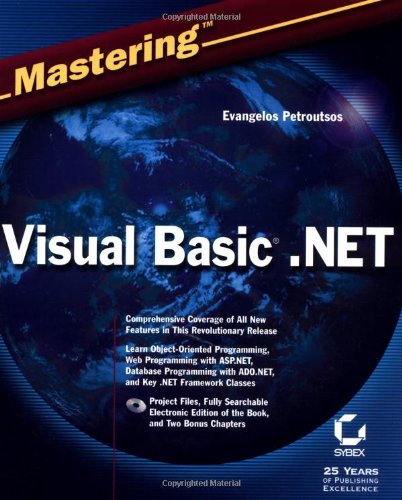 Copyrighted Material
Mastering™
Evangelos Petroutsos
Visual Basic® .NET
Comprehensive Coverage of All New
Features in This Revolutionary Release
Learn Object-Oriented Programming,
Web Programming with ASP.NET,
Database Programming with ADO.NET,
and Key .NET Framework Classes
Project Files, Fully Searchable
Electronic Edition of the Book,
and Two Bonus Chapters
SYBEX
25 YEARS
OF PUBLISHING
EXCELLENCE
Copyrighted Material